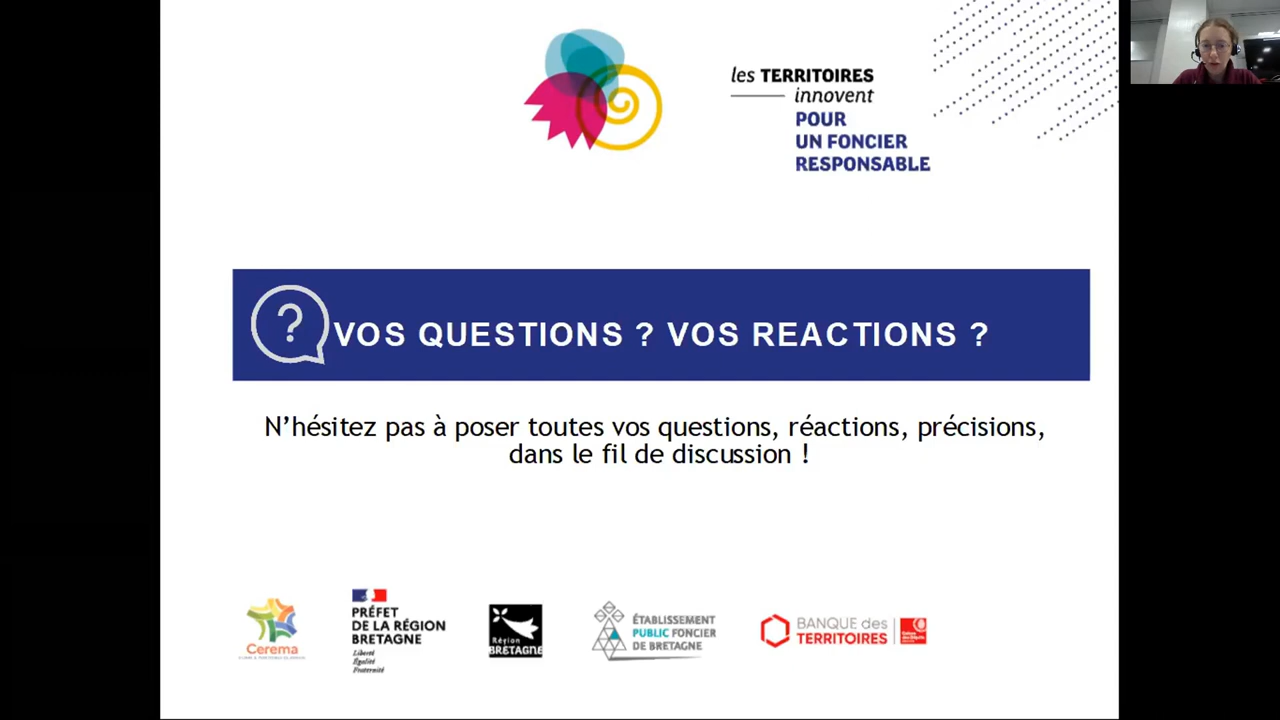 les TERRITOIRES
innovent
POUR
UN FONCIER
RESPONSABLE
?
VOS QUESTIONS ? VOS REACTIONS ?
N’hésitez pas à poser toutes vos questions, réactions, précisions,
dans le fil de discussion !
Cerema
PRÉFET
DE LA RÉGION
BRETAGNE
Liberté
Égalité
Fraternité
Région
BRETAGNE
ÉTABLISSEMENT
PUBLIC FONCIER
DE BRETAGNE
BANQUE des
TERRITOIRES